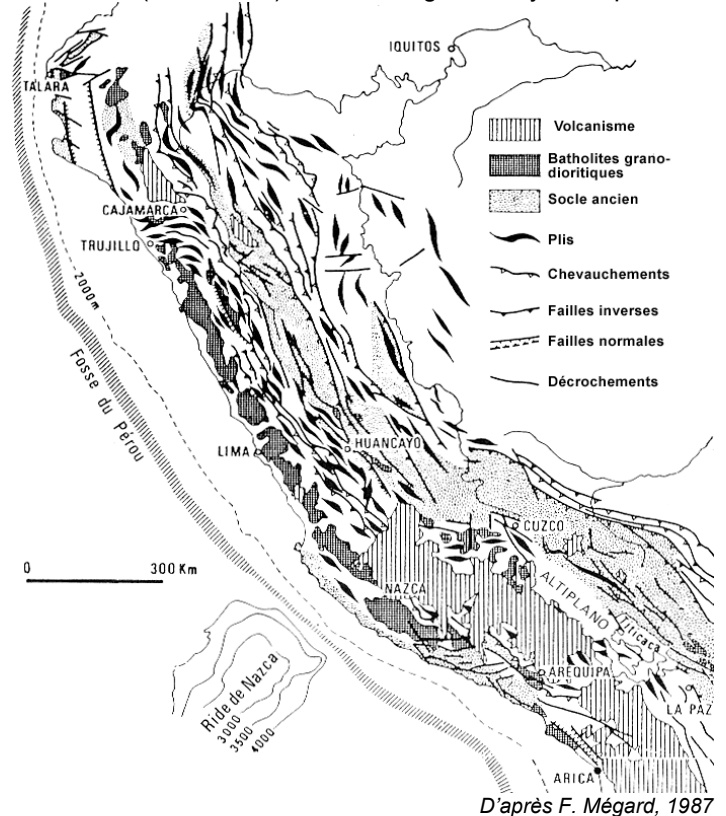 IQUITOS
TALARA
Volcanisme
Batholites grano-
dioritiques
Socle ancien
Plis
Chevauchements
Failles inverses
Failles normales
Décrochements
CAJAMARCA
TRUJILLO
2000m
Fosse du Pérou
LIMA
HUANCAYO
CUZCO
0 300 Km
NAZCA
ALTIPLANO
Titicaca
Ride de Nazca
3000
3500
4000
AREQUIPA
LA PAZ
ARICA
D'après F. Mégard, 1987